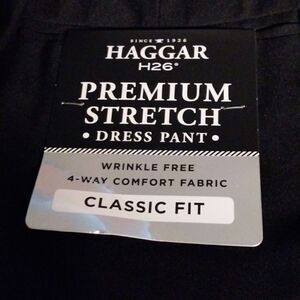 SINCE 1926
HAGGAR
H26®
PREMIUM
STRETCH
• DRESS PANT •
WRINKLE FREE
4-WAY COMFORT FABRIC
CLASSIC FIT